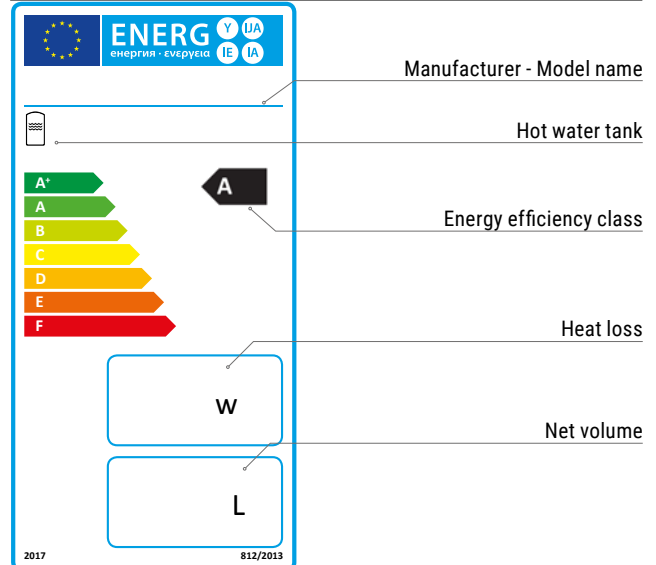 ENERG Y IJA
енергия · ενεργεια IE IA
Manufacturer - Model name
Hot water tank
A+
A
A
B
Energy efficiency class
C
D
E
F
Heat loss
W
Net volume
L
2017 812/2013